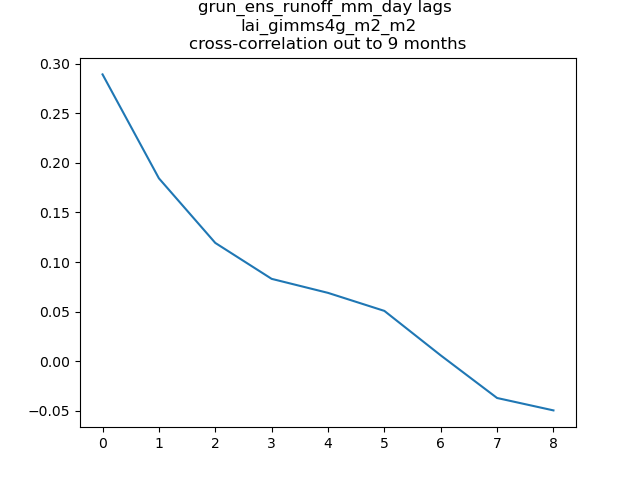 grun_ens_runoff_mm_day lags
lai_gimms4g_m2_m2
cross-correlation out to 9 months
0.30
0.25
0.20
0.15
0.10
0.05
0.00
−0.05
0 1 2 3 4 5 6 7 8